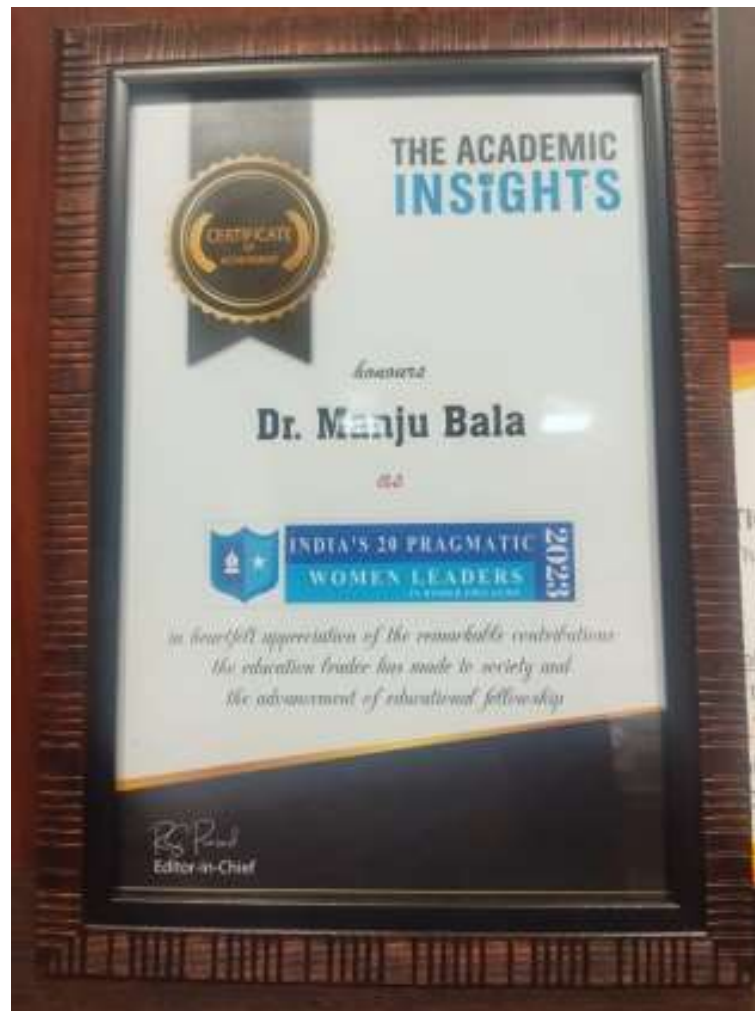 THE ACADEMIC
INSIGHTS
CERTIFICATE
OF
ACHIEVEMENT
honours
Dr. Manju Bala
as
INDIA'S 20 PRAGMATIC
WOMEN LEADERS
2023
in heartfelt appreciation of the remarkable contributions
the education leader has made to society and
the advancement of educational fellowship
Editor-in-Chief